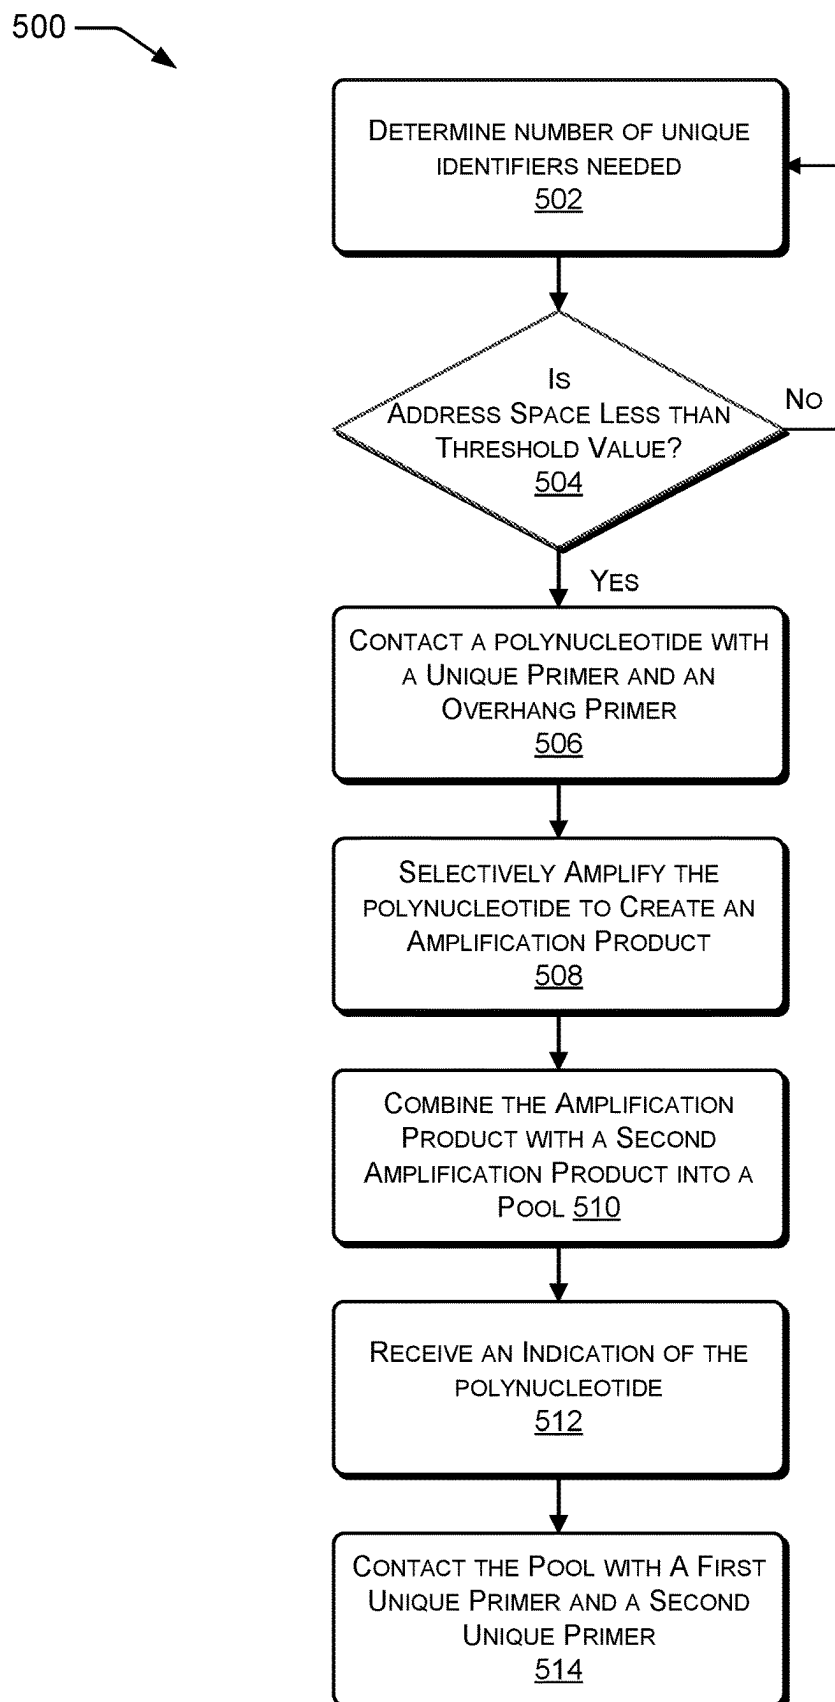 500
DETERMINE NUMBER OF UNIQUE
IDENTIFIERS NEEDED
502
IS
ADDRESS SPACE LESS THAN
THRESHOLD VALUE?
504
NO
YES
CONTACT A POLYNUCLEOTIDE WITH
A UNIQUE PRIMER AND AN
OVERHANG PRIMER
506
SELECTIVELY AMPLIFY THE
POLYNUCLEOTIDE TO CREATE AN
AMPLIFICATION PRODUCT
508
COMBINE THE AMPLIFICATION
PRODUCT WITH A SECOND
AMPLIFICATION PRODUCT INTO A
POOL 510
RECEIVE AN INDICATION OF THE
POLYNUCLEOTIDE
512
CONTACT THE POOL WITH A FIRST
UNIQUE PRIMER AND A SECOND
UNIQUE PRIMER
514